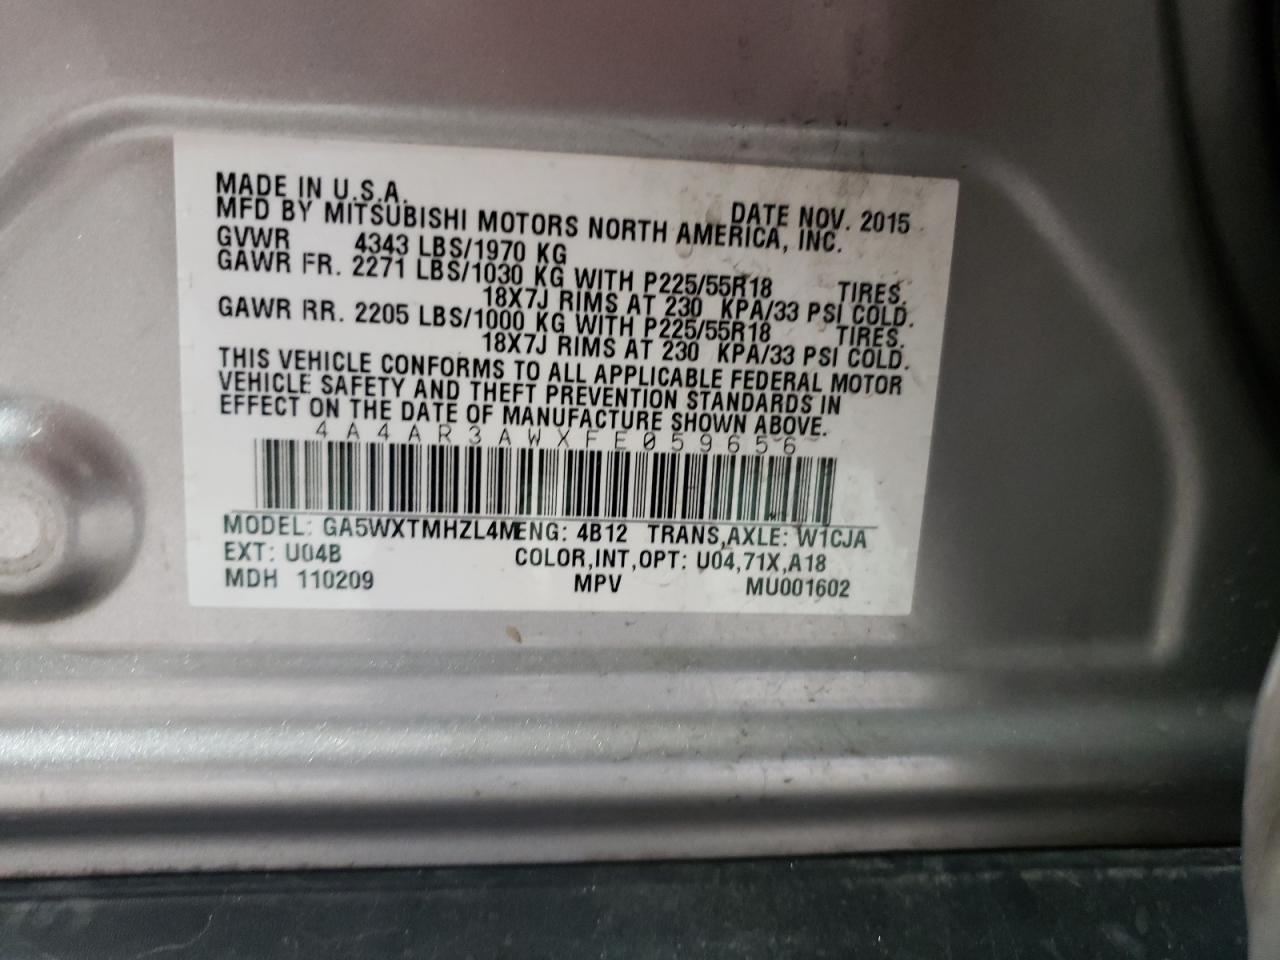 MADE IN U.S.A. DATE NOV. 2015
MFD BY MITSUBISHI MOTORS NORTH AMERICA, INC.
GVWR 4343 LBS/1970 KG
GAWR FR. 2271 LBS/1030 KG WITH P225/55R18 TIRES.
18X7J RIMS AT 230 KPA/33 PSI COLD.
GAWR RR. 2205 LBS/1000 KG WITH P225/55R18 TIRES.
18X7J RIMS AT 230 KPA/33 PSI COLD.
THIS VEHICLE CONFORMS TO ALL APPLICABLE FEDERAL MOTOR
VEHICLE SAFETY AND THEFT PREVENTION STANDARDS IN
EFFECT ON THE DATE OF MANUFACTURE SHOWN ABOVE.
4A4AR3AWXFE059656
MODEL: GA5WXTMHZL4M ENG: 4B12 TRANS,AXLE: W1CJA
EXT: U04B COLOR,INT,OPT: U04,71X,A18
MDH 110209 MPV MU001602